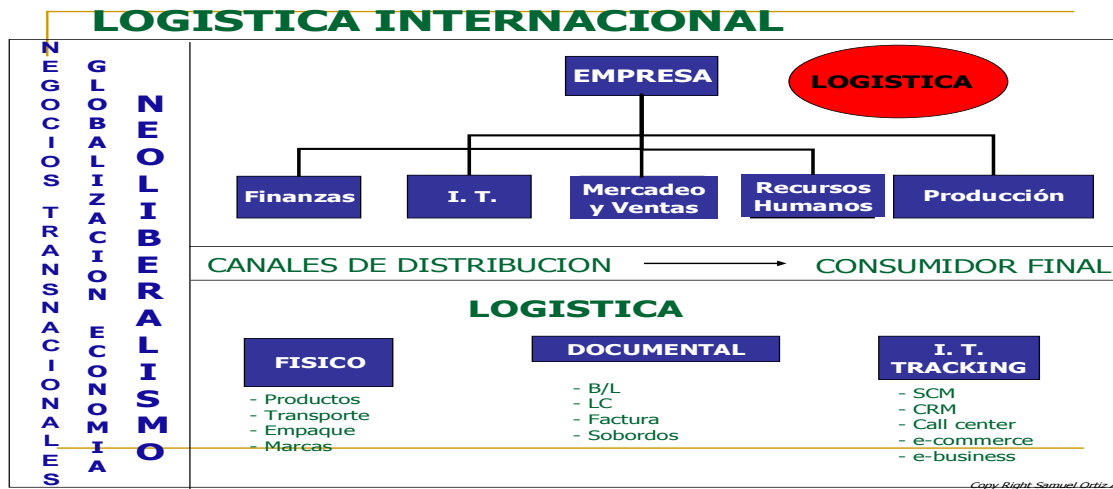 LOGISTICA INTERNACIONAL
NEGOCIOS TRANSNACIONALES
GLOBALIZACION ECONOMIA
NEOLIBERALISMO
EMPRESA
LOGISTICA
Finanzas
I. T.
Mercadeo
y Ventas
Recursos
Humanos
Producción
CANALES DE DISTRIBUCION
CONSUMIDOR FINAL
LOGISTICA
FISICO
- Productos
- Transporte
- Empaque
- Marcas
DOCUMENTAL
- B/L
- LC
- Factura
- Sobordos
I. T.
TRACKING
- SCM
- CRM
- Call center
- e-commerce
- e-business
Copy Right Samuel Ortiz